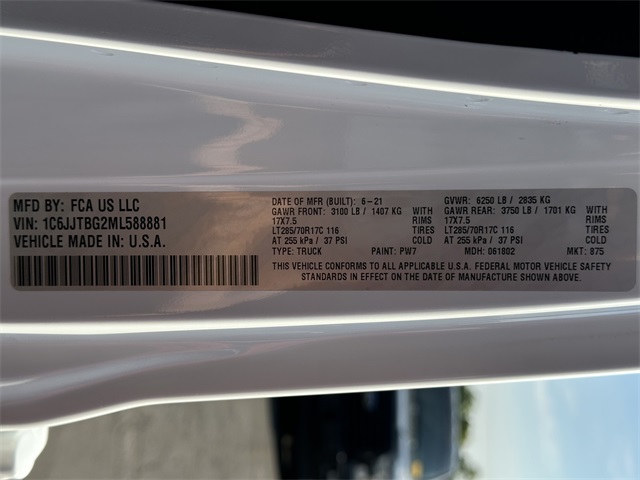 MFD BY: FCA US LLC
VIN: 1C6JJTBG2ML588881
VEHICLE MADE IN U.S.A.
DATE OF MFR (BUILT): 6-21 GVWR: 6250 LB / 2835 KG
GAWR FRONT: 3100 LB / 1407 KG WITH GAWR REAR: 3750 LB / 1701 KG WITH
17X7.5 RIMS 17X7.5 RIMS
LT285/70R17C 116 TIRES LT285/70R17C 116 TIRES
AT 255 kPa / 37 PSI COLD AT 255 kPa / 37 PSI COLD
TYPE: TRUCK PAINT: PW7 MDH: 061802 MKT: 875
THIS VEHICLE CONFORMS TO ALL APPLICABLE U.S.A. FEDERAL MOTOR VEHICLE SAFETY
STANDARDS IN EFFECT ON THE DATE OF MANUFACTURE SHOWN ABOVE.